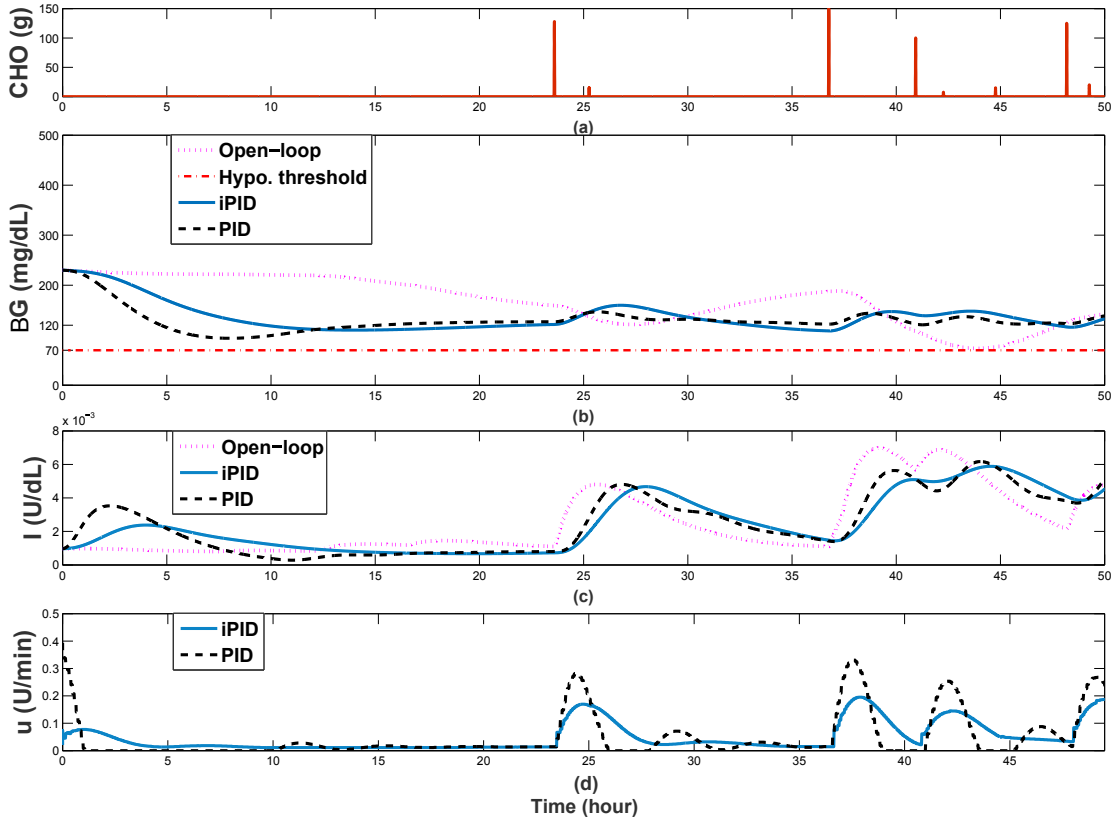 CHO (g)
150
100
50
0
0 5 10 15 20 25 30 35 40 45 50
(a)
BG (mg/dL)
500
400
300
200
120
70
0
Open−loop
Hypo. threshold
iPID
PID
0 5 10 15 20 25 30 35 40 45 50
(b)
x 10⁻³
I (U/dL)
8
6
4
2
0
Open−loop
iPID
PID
0 5 10 15 20 25 30 35 40 45 50
(c)
u (U/min)
0.5
0.4
0.3
0.2
0.1
0
iPID
PID
0 5 10 15 20 25 30 35 40 45
(d)
Time (hour)